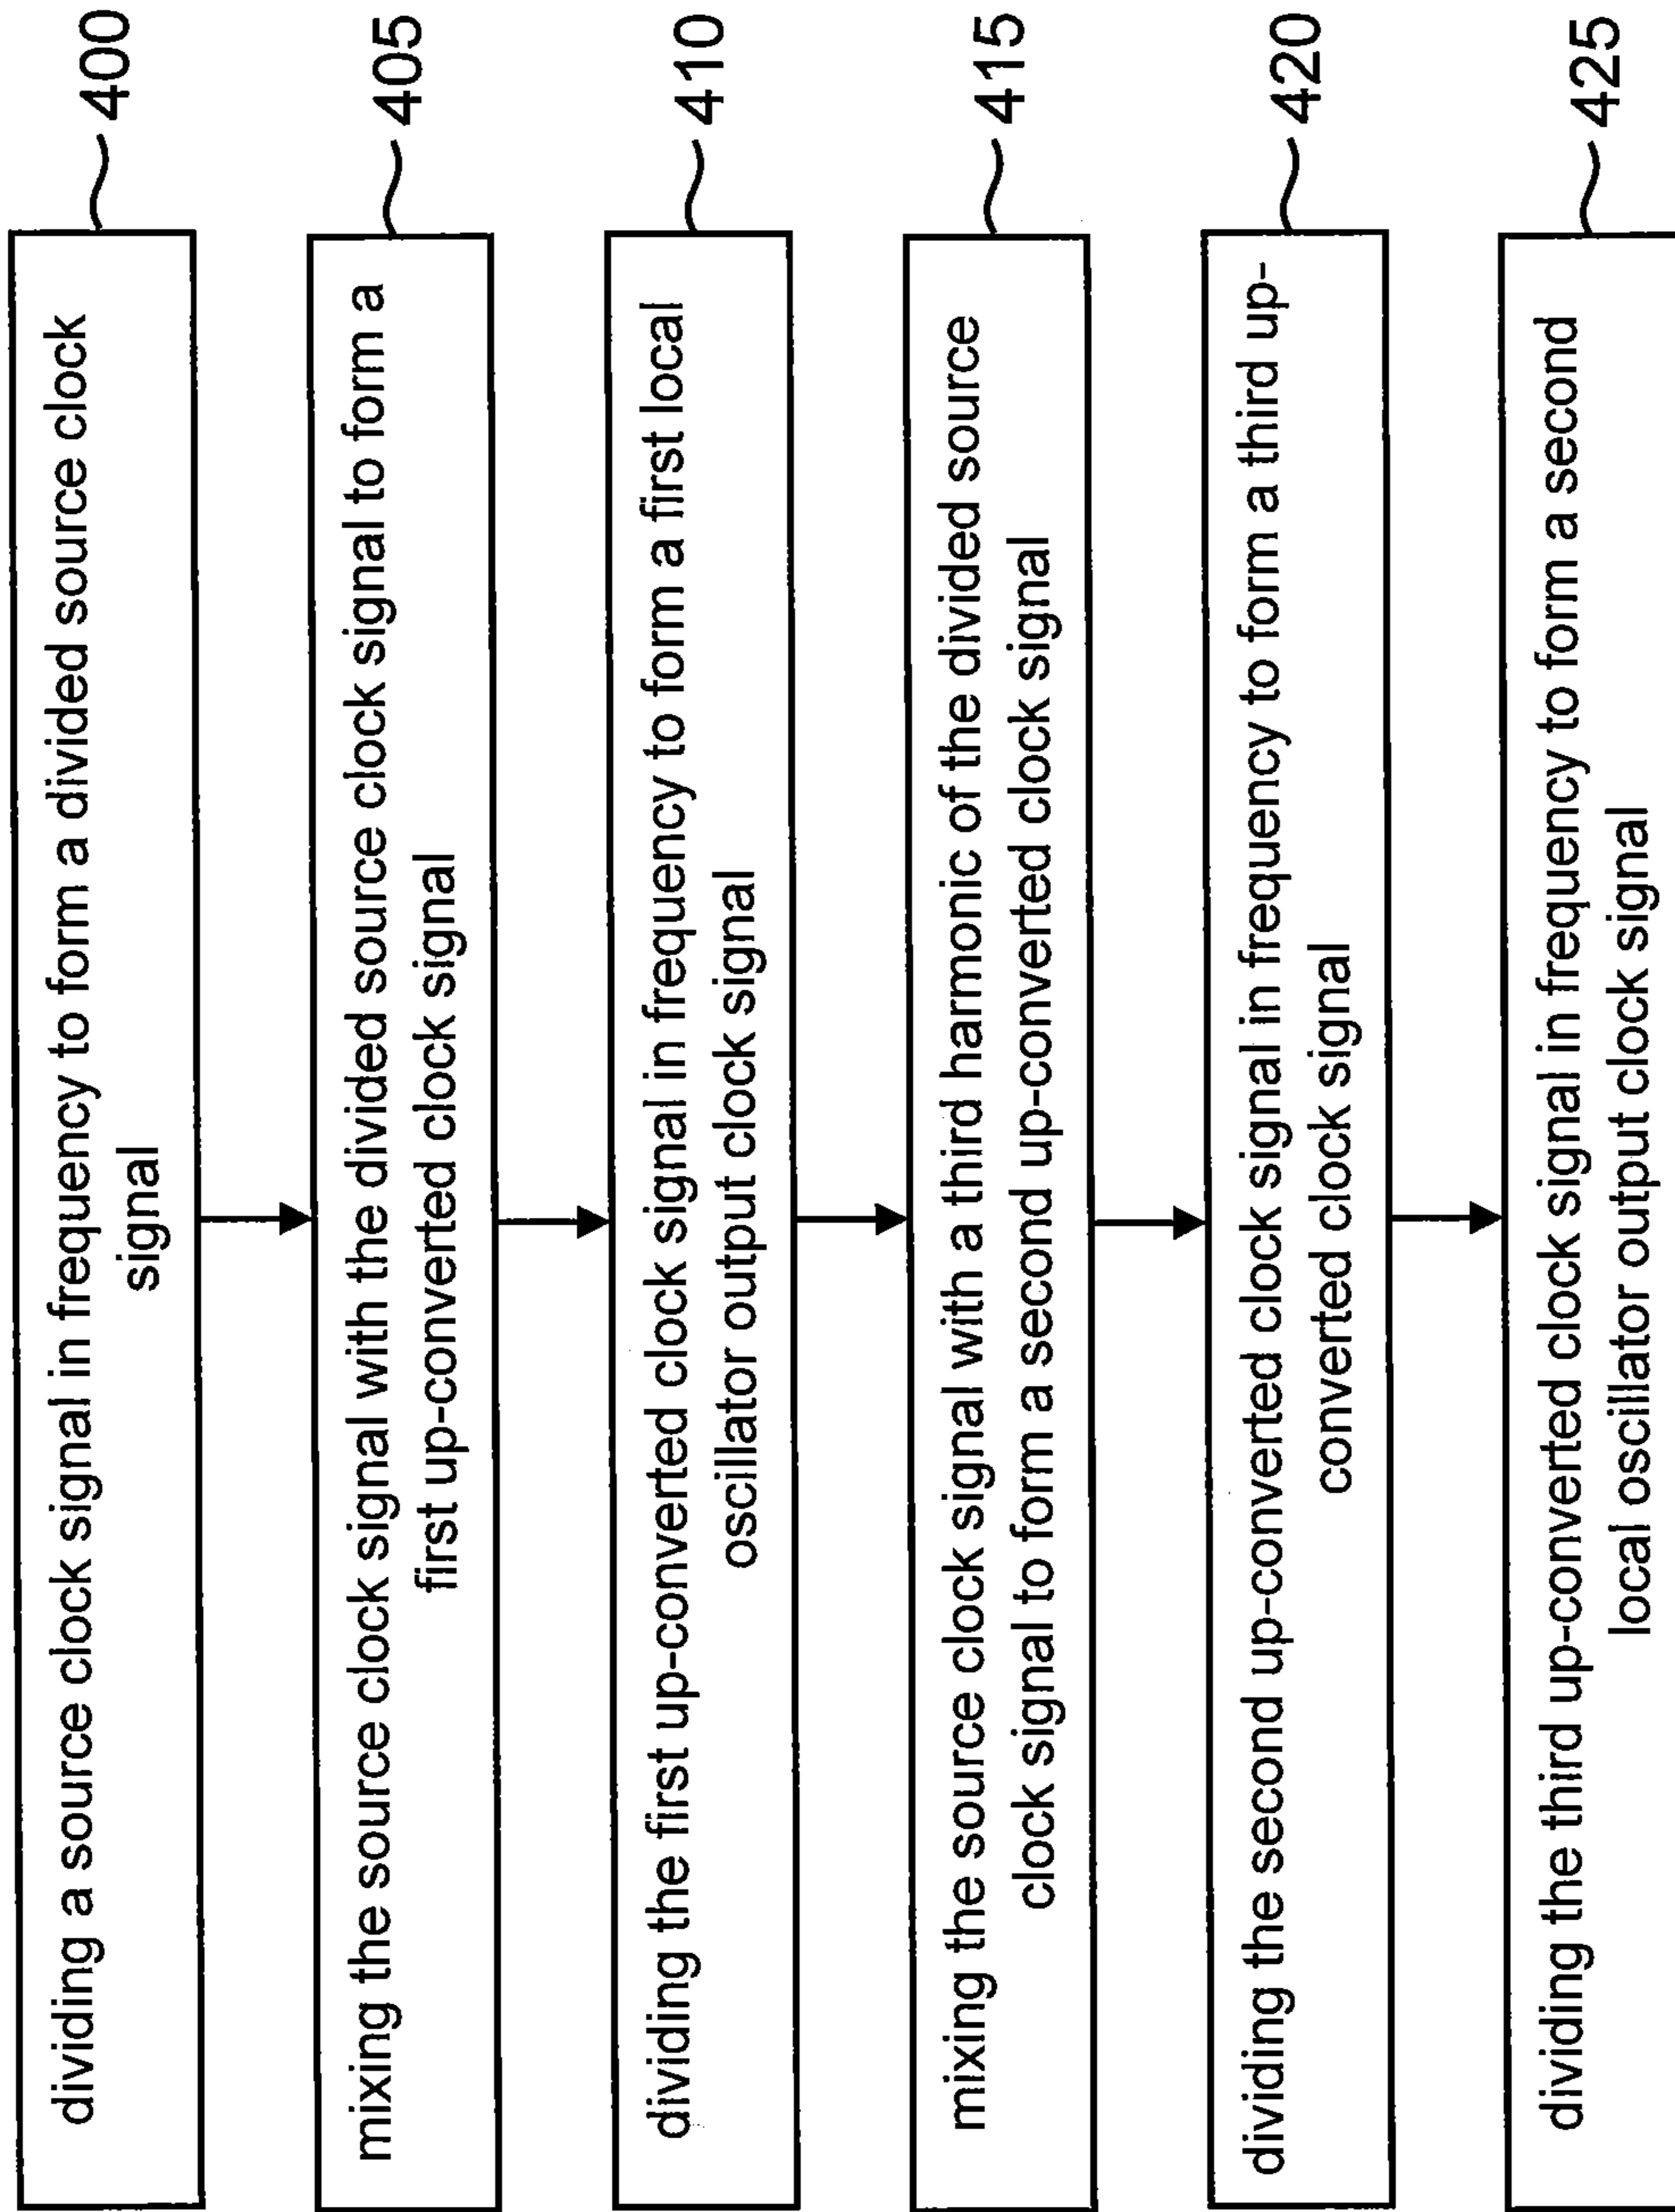 dividing a source clock signal in frequency to form a divided source clock
signal
400
mixing the source clock signal with the divided source clock signal to form a
first up-converted clock signal
405
dividing the first up-converted clock signal in frequency to form a first local
oscillator output clock signal
410
mixing the source clock signal with a third harmonic of the divided source
clock signal to form a second up-converted clock signal
415
dividing the second up-converted clock signal in frequency to form a third up-
converted clock signal
420
dividing the third up-converted clock signal in frequency to form a second
local oscillator output clock signal
425